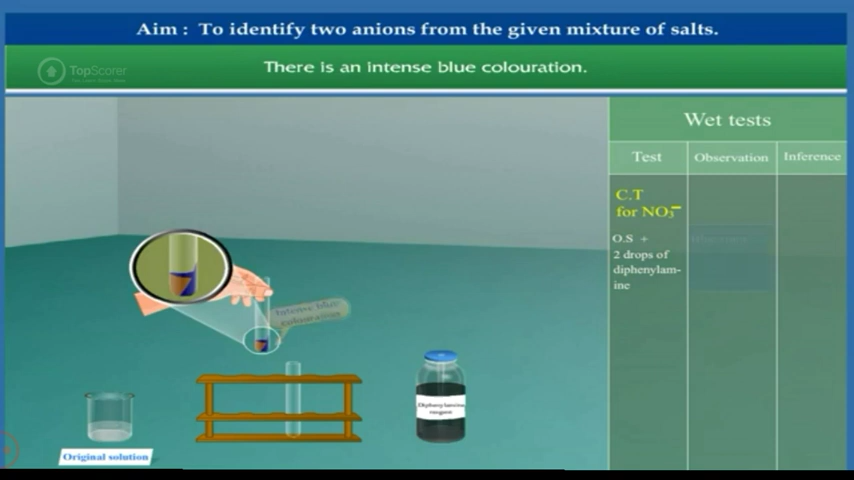 Aim : To identify two anions from the given mixture of salts.
TopScorer
There is an intense blue colouration.
Wet tests
Test
Observation
Inference
C.T
for NO3−
O.S +
2 drops of
diphenylam-
ine
Intense blue
colouration
Diphenylamine
reagent
Original solution